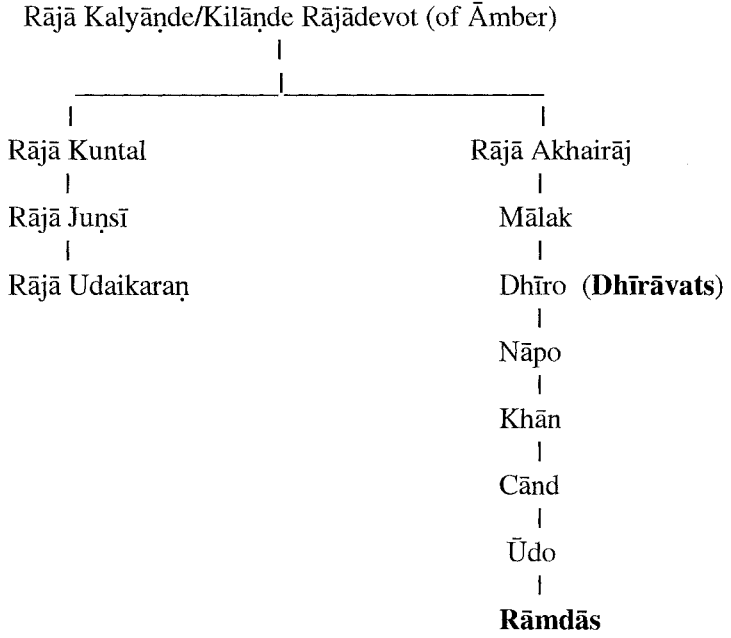 Rājā Kalyāṇde/Kilāṇde Rājādevot (of Āmber)
Rājā Kuntal Rājā Akhairāj
Rājā Juṇsī Mālak
Rājā Udaikaraṇ Dhīro (Dhīrāvats)
Nāpo
Khān
Cānd
Ūdo
Rāmdās